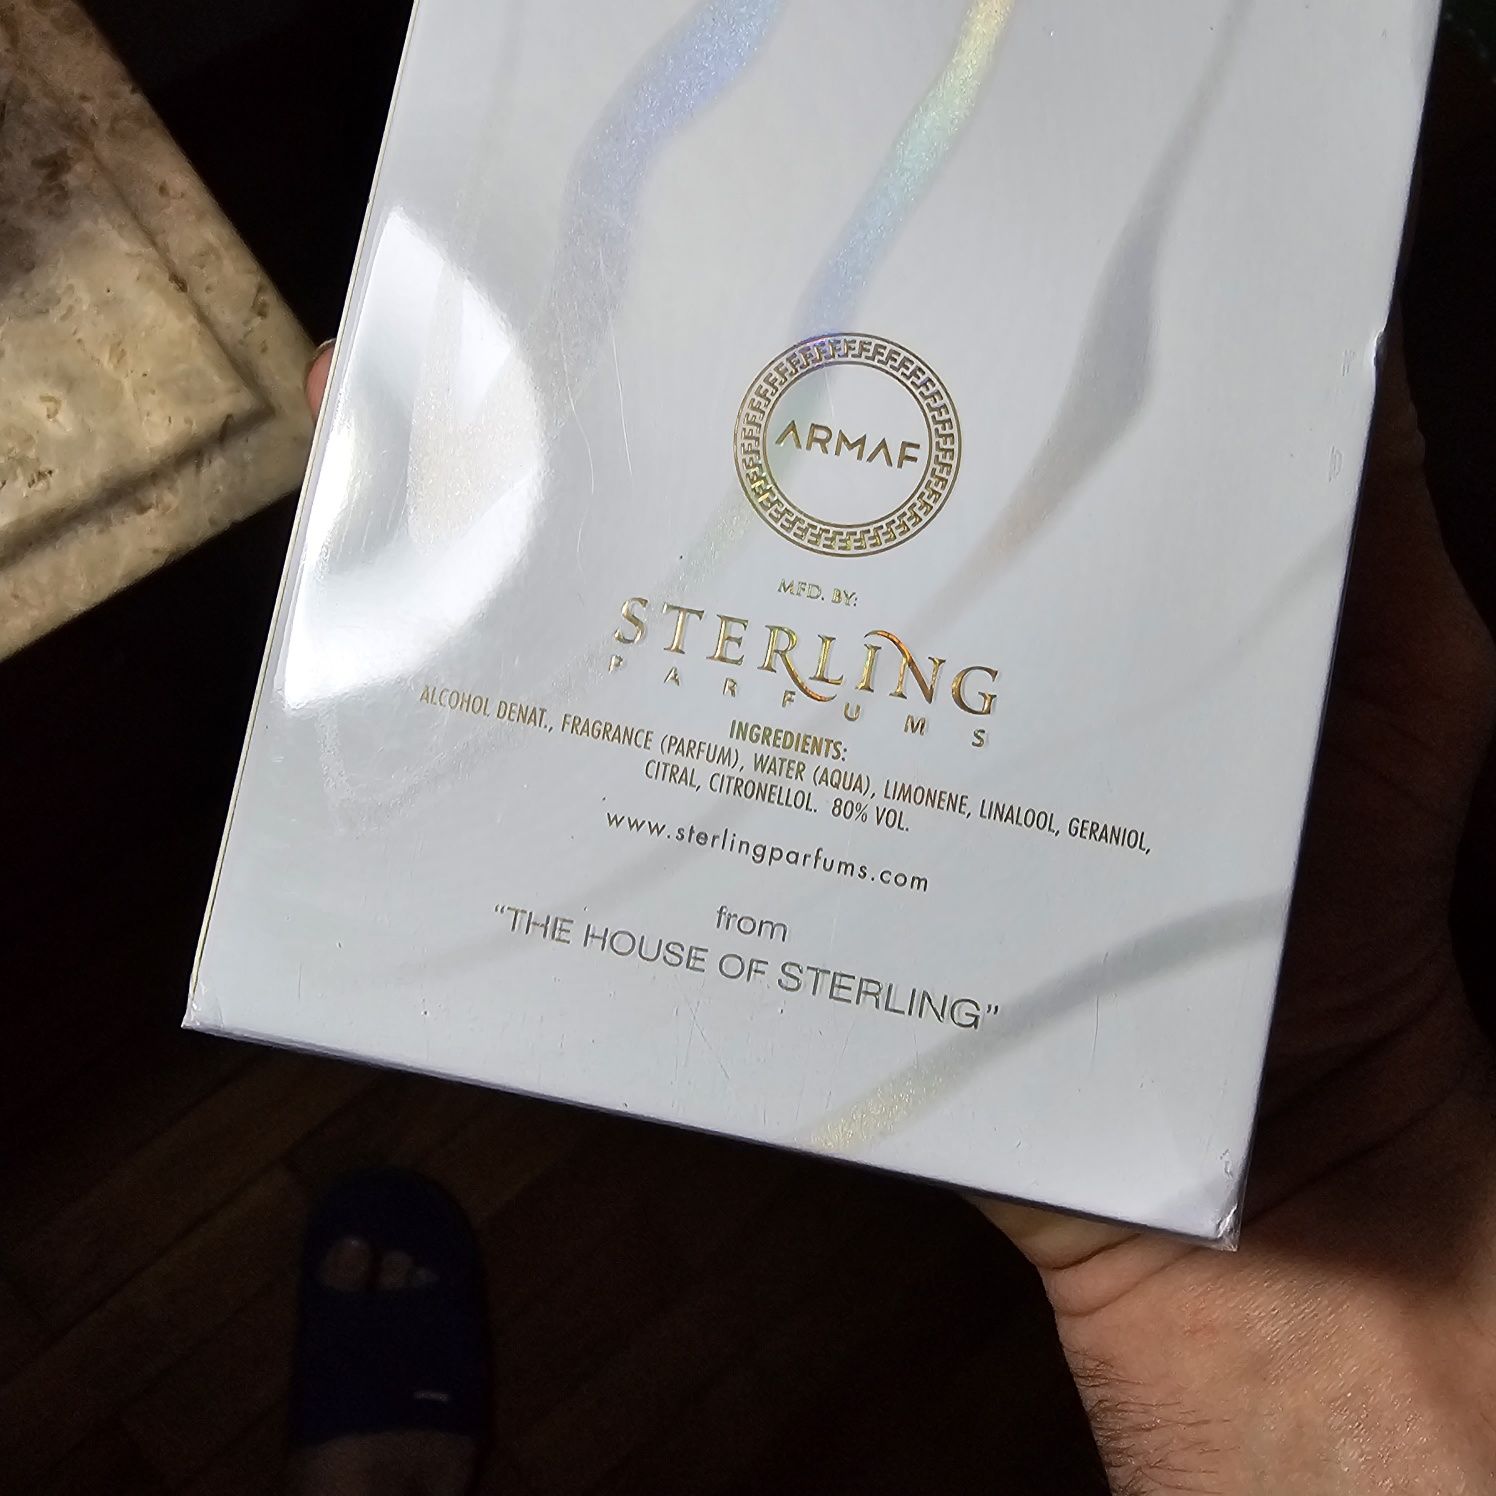 ARMAF
MFD. BY:
STERLING
PARFUMS
INGREDIENTS:
ALCOHOL DENAT., FRAGRANCE (PARFUM), WATER (AQUA), LIMONENE, LINALOOL, GERANIOL,
CITRAL, CITRONELLOL. 80% VOL.
www.sterlingparfums.com
from
“THE HOUSE OF STERLING”